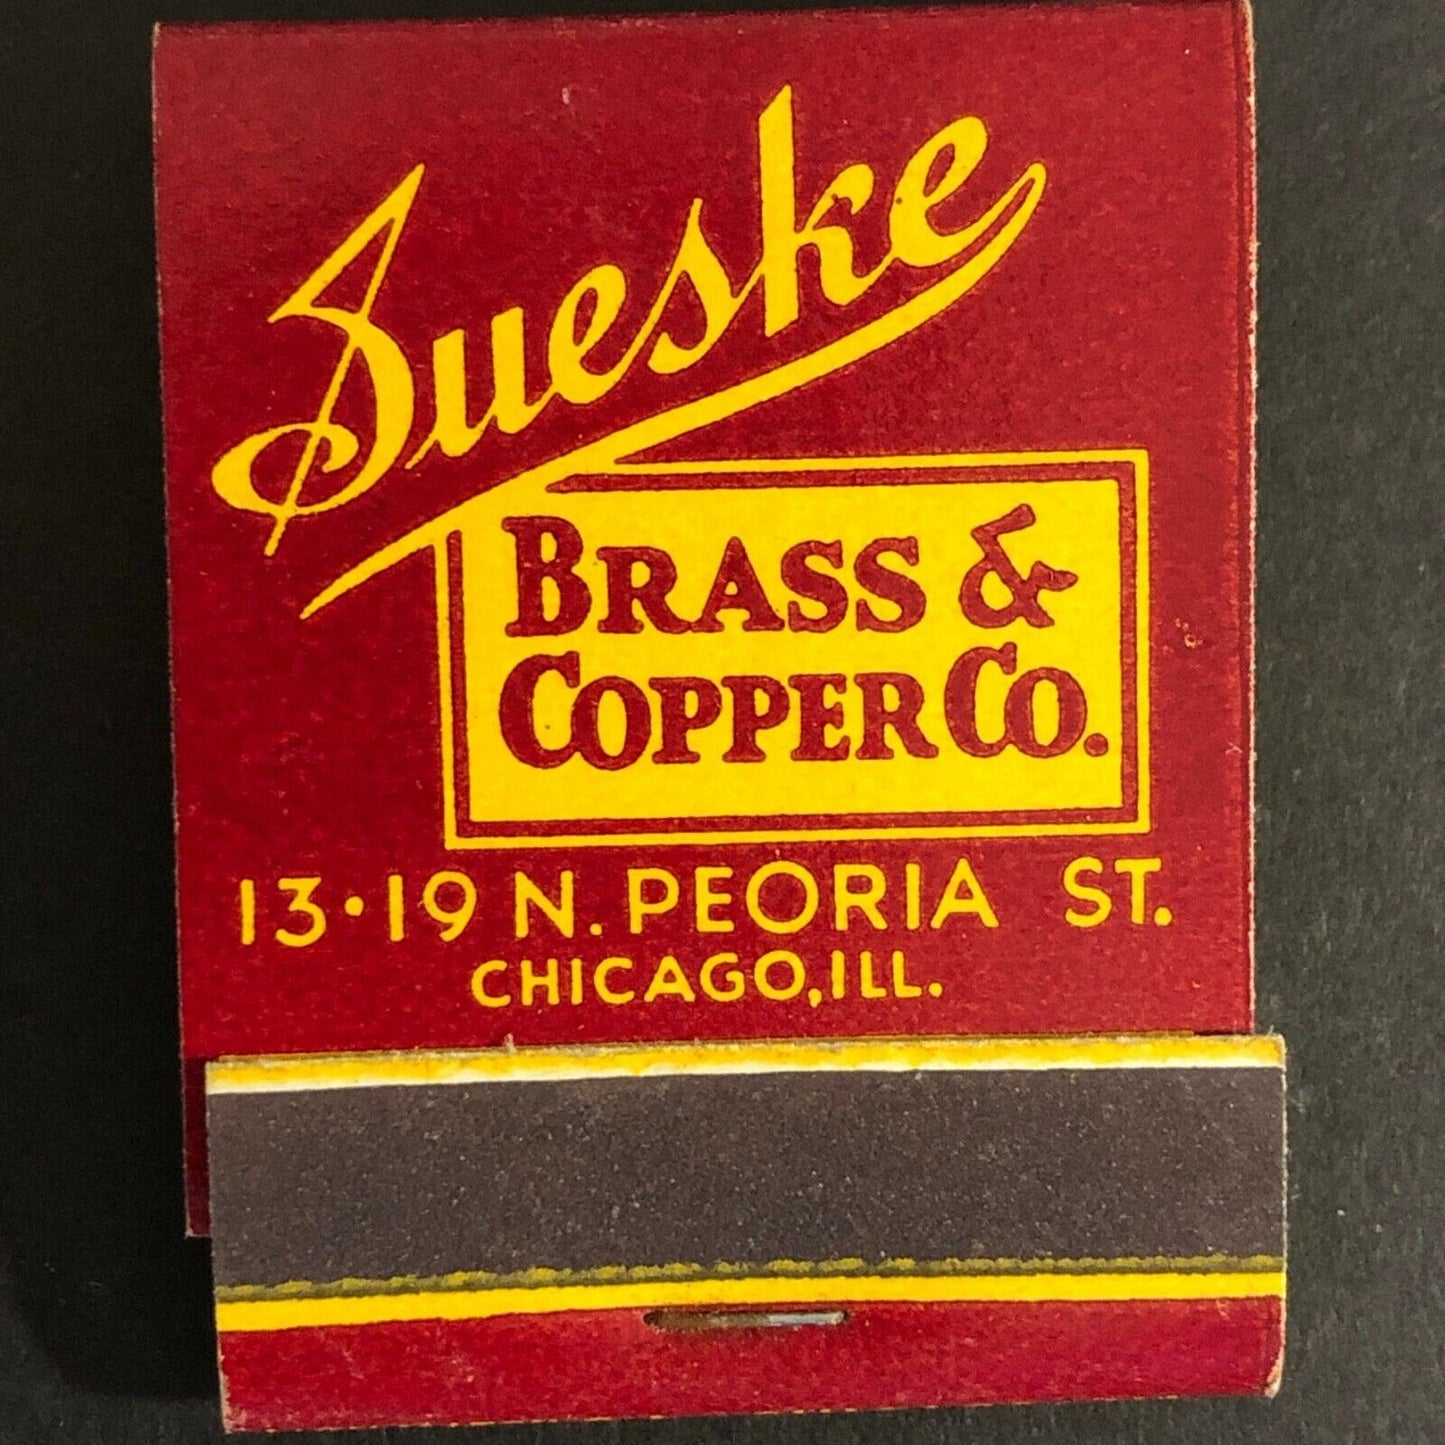 Sueske
BRASS &
COPPER CO.
13·19 N. PEORIA ST.
CHICAGO, ILL.